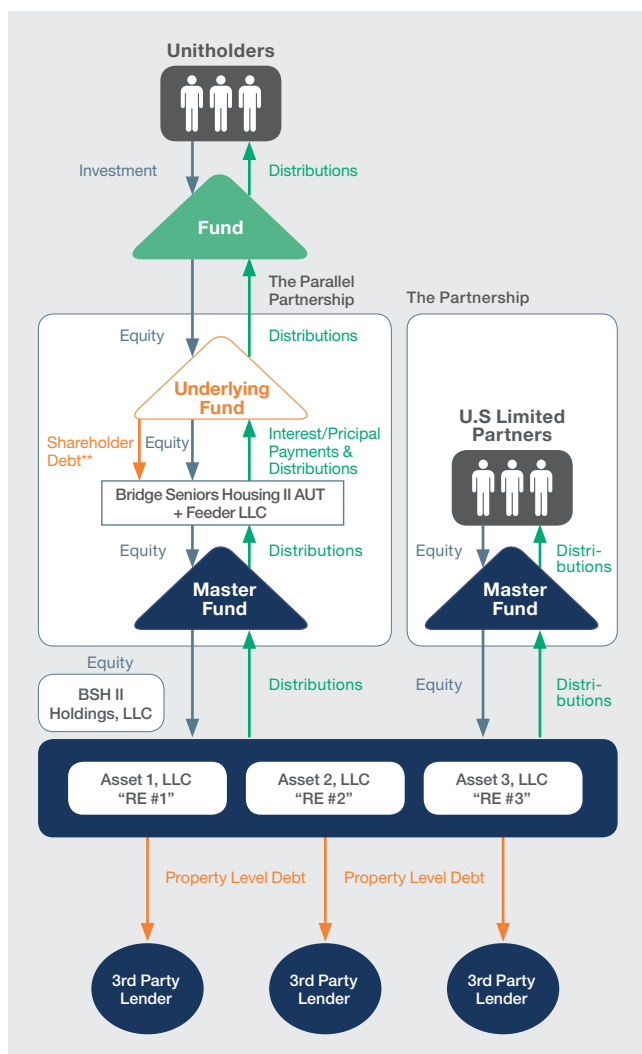 Unitholders
Investment
Distributions
Fund
The Parallel
Partnership
The Partnership
Equity
Distributions
Underlying
Fund
Shareholder
Debt**
Equity
Interest/Pricipal
Payments &
Distributions
Bridge Seniors Housing II AUT
+ Feeder LLC
Equity
Distributions
Master
Fund
U.S Limited
Partners
Equity
Distri-
butions
Master
Fund
Equity
BSH II
Holdings, LLC
Distributions
Equity
Distri-
butions
Asset 1, LLC
“RE #1”
Asset 2, LLC
“RE #2”
Asset 3, LLC
“RE #3”
Property Level Debt
Property Level Debt
3rd Party
Lender
3rd Party
Lender
3rd Party
Lender